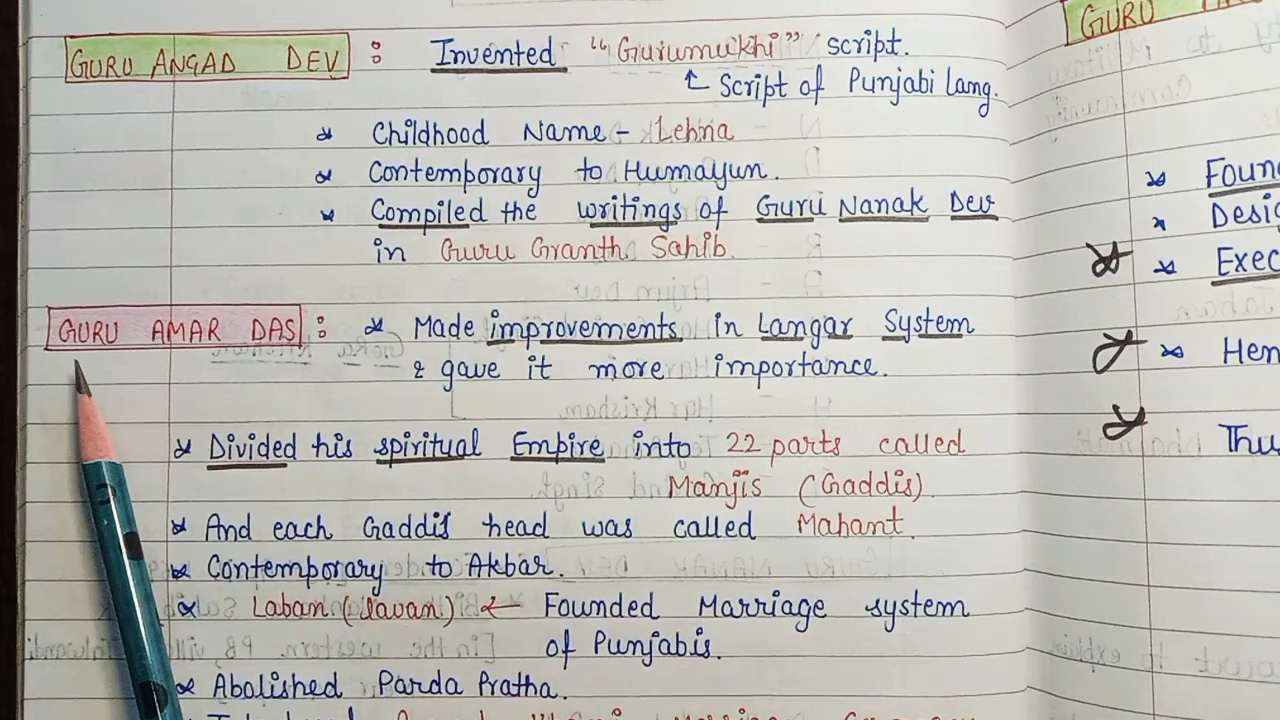 GURU ANGAD DEV : Invented "Gurumukhi" script.
↳ Script of Punjabi Lang.
* Childhood Name - Lehna
* Contemporary to Humayun.
* Compiled the writings of Guru Nanak Dev
in Guru Granth Sahib.
GURU AMAR DAS : * Made improvements in Langar System
& gave it more importance.
* Divided his spiritual Empire into 22 parts called
Manjis (Gaddis).
* And each Gaddis head was called Mahant.
* Contemporary to Akbar.
* Laban (Lavan) ← Founded Marriage system
of Punjabis.
* Abolished Parda Pratha.
GURU
* Foun
* Desig
* Exec
* Hen
Thu